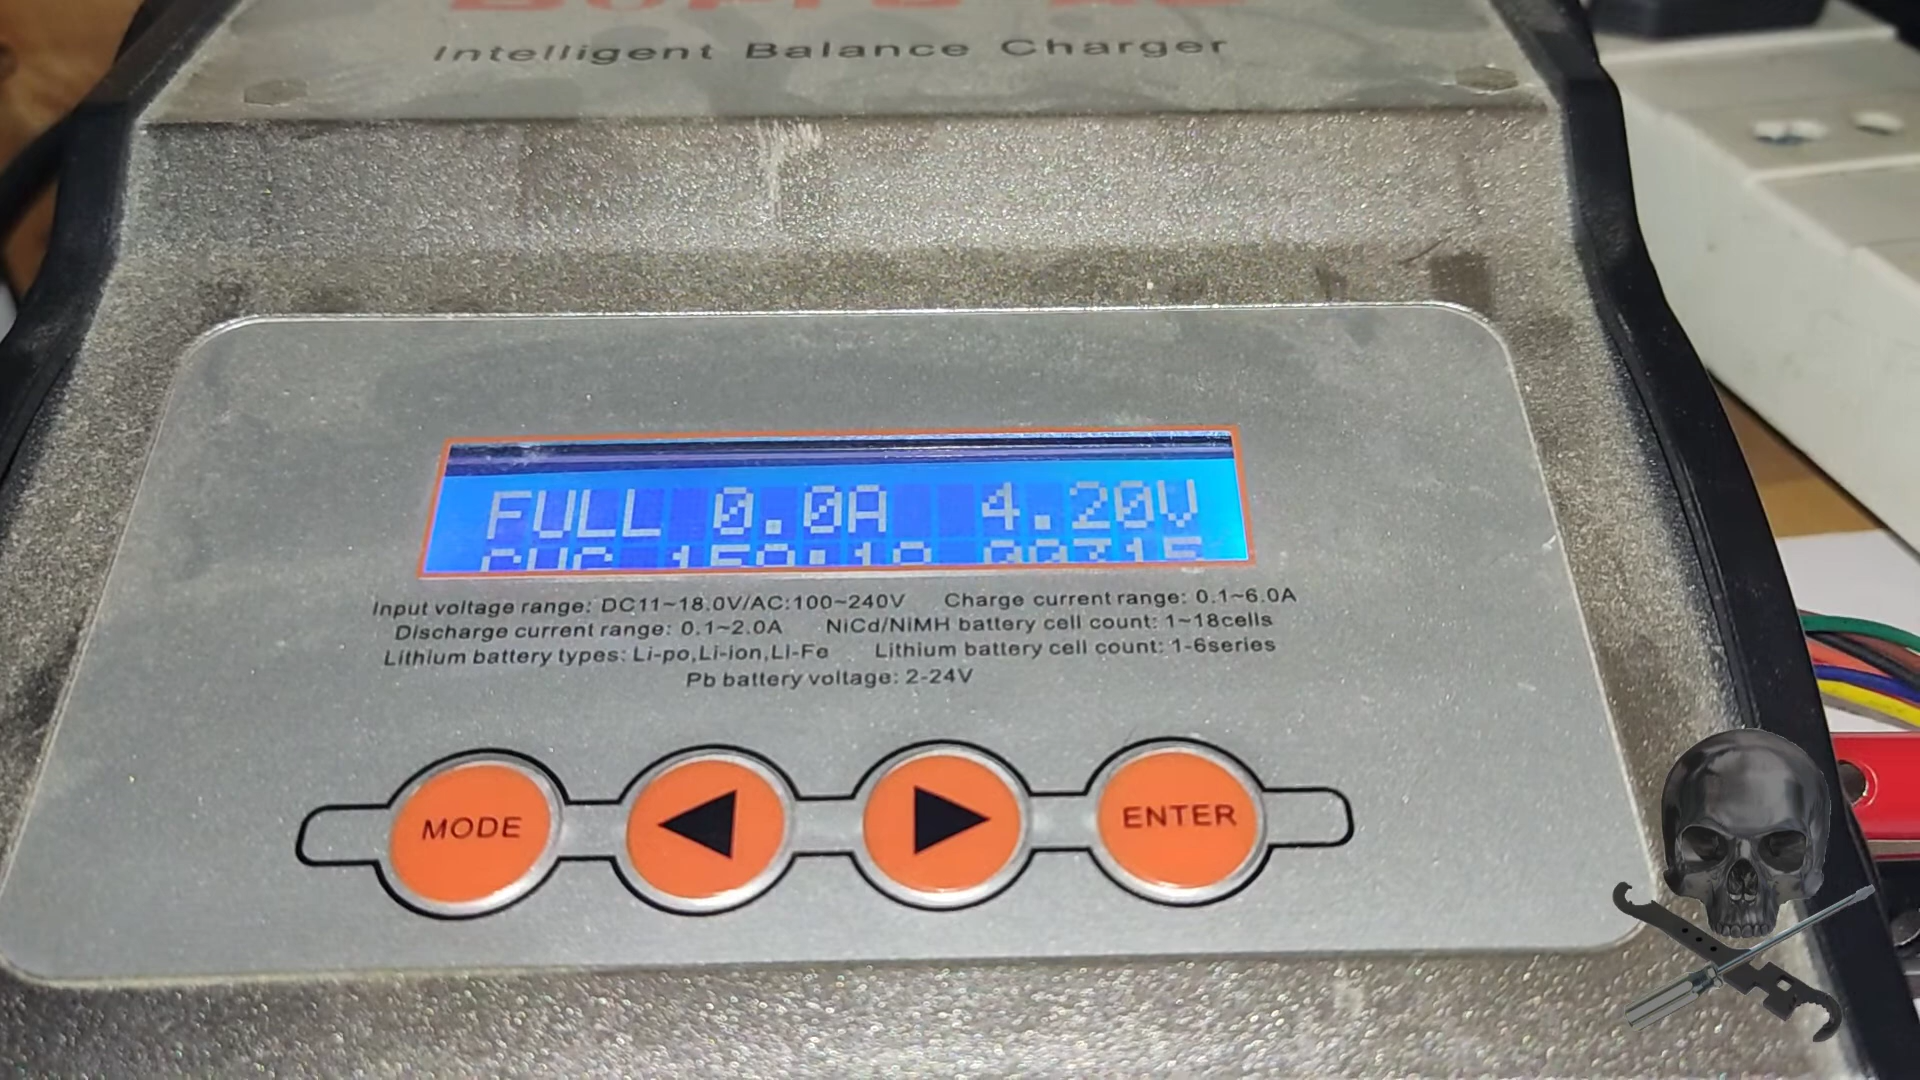 Intelligent Balance Charger
FULL 0.0A 4.20V
Input voltage range: DC11~18.0V/AC:100~240V Charge current range: 0.1~6.0A
Discharge current range: 0.1~2.0A NiCd/NiMH battery cell count: 1~18cells
Lithium battery types: Li-po,Li-ion,Li-Fe Lithium battery cell count: 1-6series
Pb battery voltage: 2-24V
MODE
ENTER